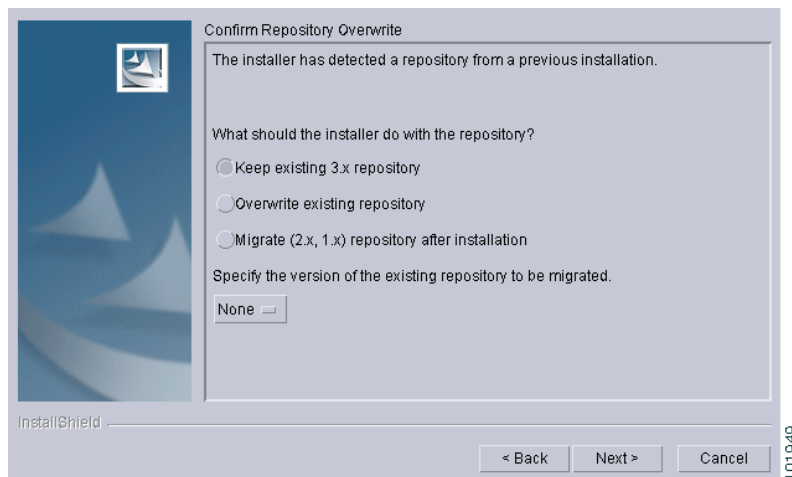 Confirm Repository Overwrite
The installer has detected a repository from a previous installation.
What should the installer do with the repository?
Keep existing 3.x repository
Overwrite existing repository
Migrate (2.x, 1.x) repository after installation
Specify the version of the existing repository to be migrated.
None
InstallShield
< Back
Next >
Cancel
101949